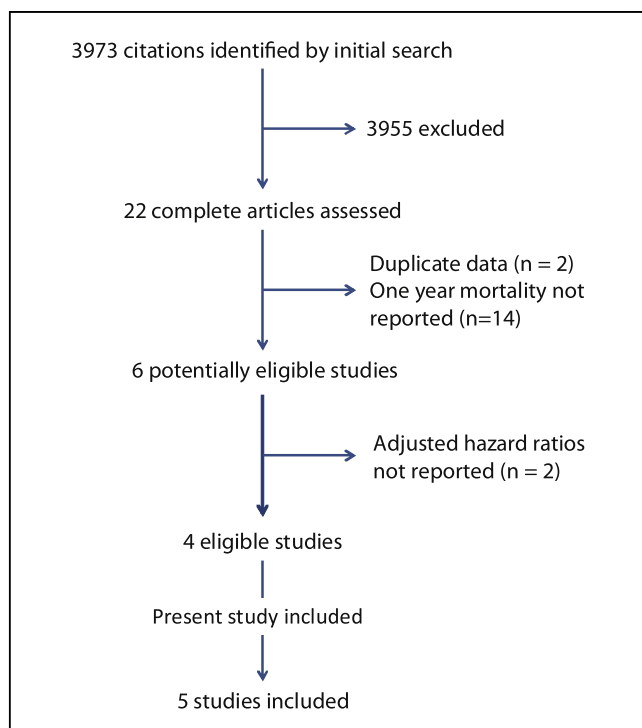 3973 citations identified by initial search
3955 excluded
22 complete articles assessed
Duplicate data (n = 2)
One year mortality not
reported (n=14)
6 potentially eligible studies
Adjusted hazard ratios
not reported (n = 2)
4 eligible studies
Present study included
5 studies included